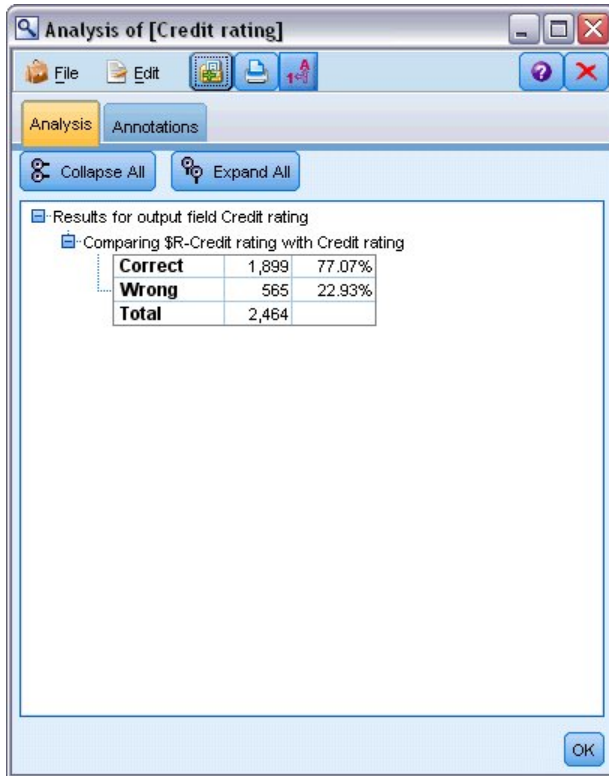 Analysis of [Credit rating]
File Edit
Analysis Annotations
Collapse All Expand All
Results for output field Credit rating
Comparing $R-Credit rating with Credit rating
Correct 1,899 77.07%
Wrong 565 22.93%
Total 2,464
OK